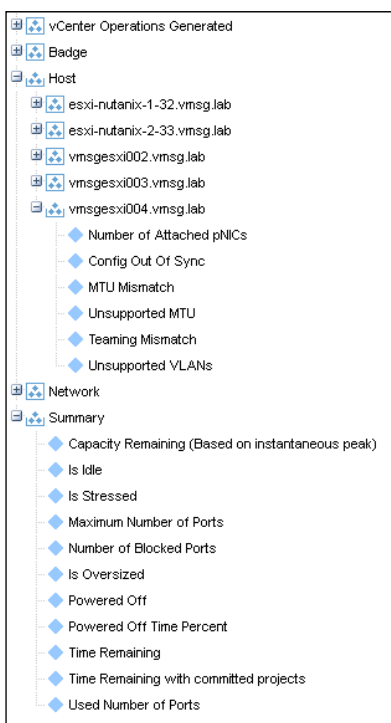 vCenter Operations Generated
Badge
Host
esxi-nutanix-1-32.vmsg.lab
esxi-nutanix-2-33.vmsg.lab
vmsgesxi002.vmsg.lab
vmsgesxi003.vmsg.lab
vmsgesxi004.vmsg.lab
Number of Attached pNICs
Config Out Of Sync
MTU Mismatch
Unsupported MTU
Teaming Mismatch
Unsupported VLANs
Network
Summary
Capacity Remaining (Based on instantaneous peak)
Is Idle
Is Stressed
Maximum Number of Ports
Number of Blocked Ports
Is Oversized
Powered Off
Powered Off Time Percent
Time Remaining
Time Remaining with committed projects
Used Number of Ports